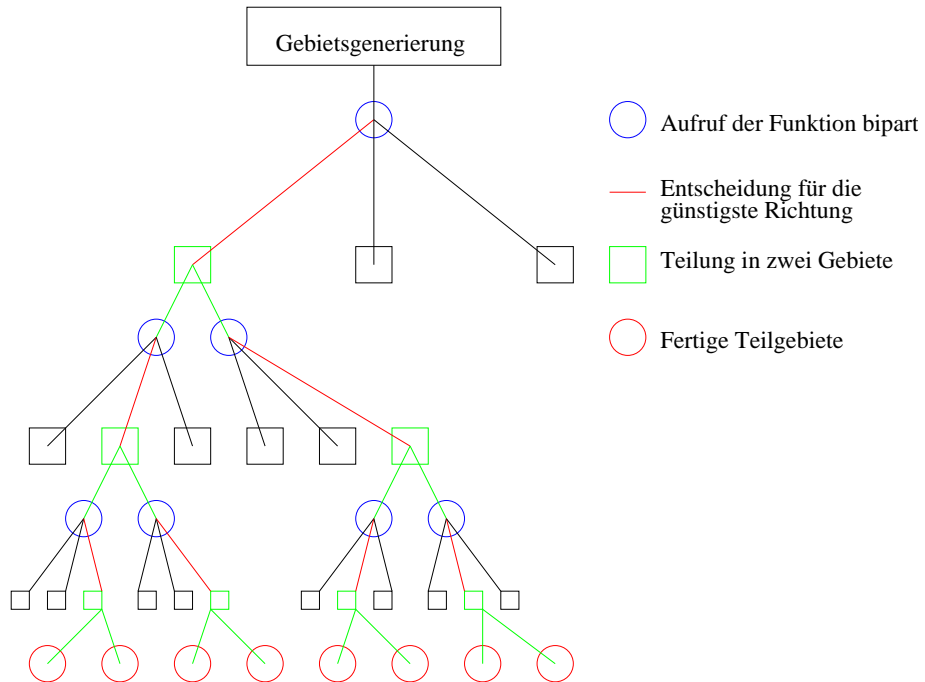 Gebietsgenerierung
Aufruf der Funktion bipart
Entscheidung für die
günstigste Richtung
Teilung in zwei Gebiete
Fertige Teilgebiete